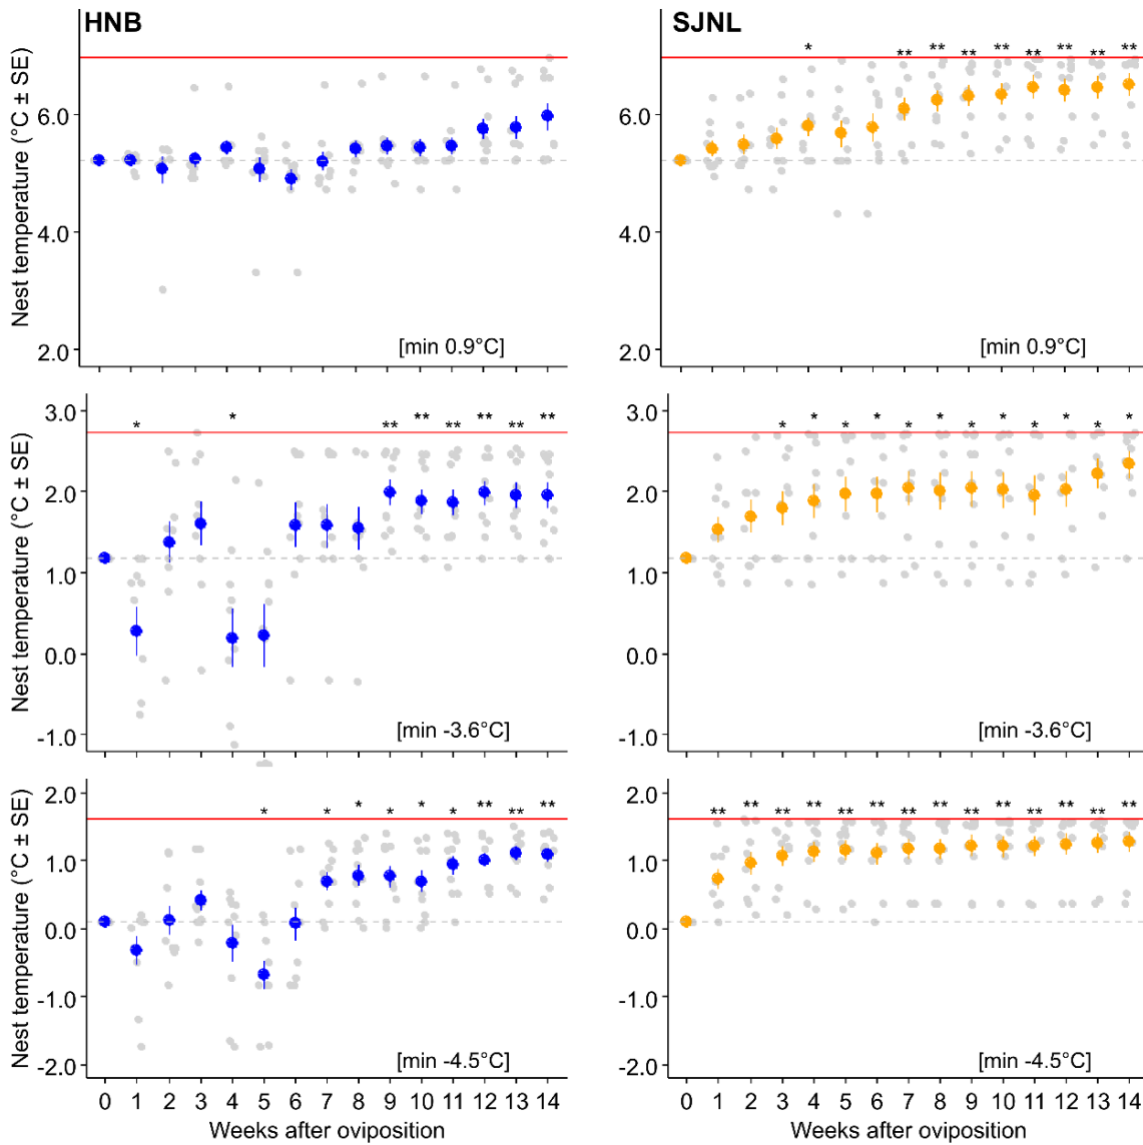 HNB
SJNL
Nest temperature (°C ± SE)
6.0
4.0
2.0
[min 0.9°C]
* ** ** ** ** ** ** ** **
6.0
4.0
2.0
[min 0.9°C]
Nest temperature (°C ± SE)
3.0
2.0
1.0
0.0
-1.0
* * ** ** ** ** ** **
[min -3.6°C]
3.0
2.0
1.0
0.0
-1.0
* * * * * * * * * * * *
[min -3.6°C]
Nest temperature (°C ± SE)
2.0
1.0
0.0
-1.0
-2.0
* * * * * * ** ** **
[min -4.5°C]
0 1 2 3 4 5 6 7 8 9 10 11 12 13 14
Weeks after oviposition
2.0
1.0
0.0
-1.0
-2.0
** ** ** ** ** ** ** ** ** ** ** ** ** **
[min -4.5°C]
0 1 2 3 4 5 6 7 8 9 10 11 12 13 14
Weeks after oviposition